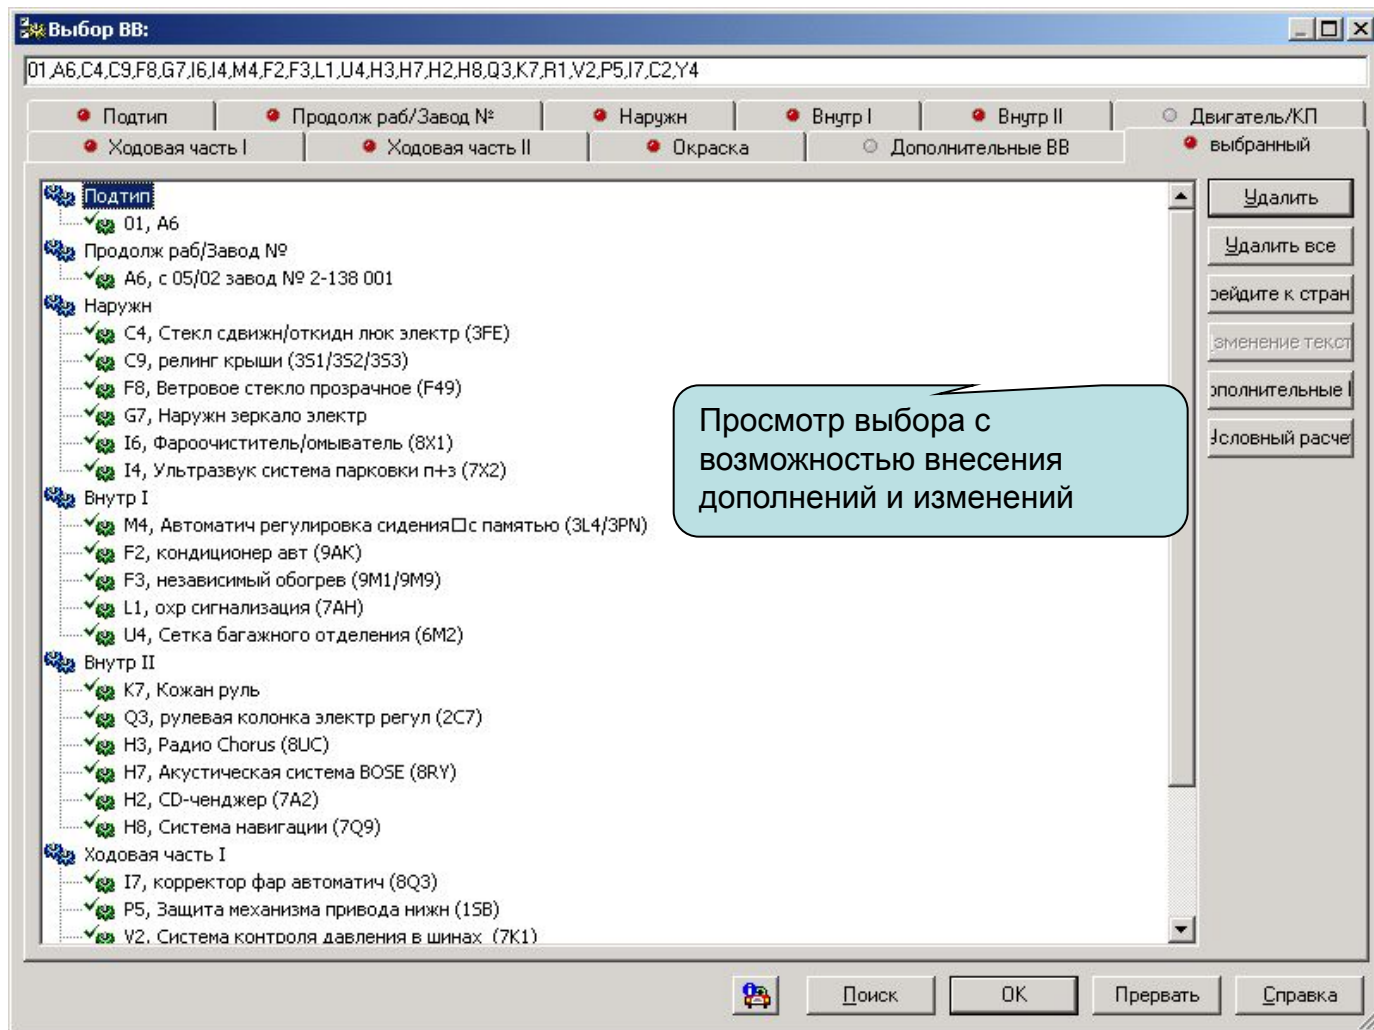 Выбор ВВ:
01,A6,C4,C9,F8,G7,I6,I4,M4,F2,F3,L1,U4,H3,H7,H2,H8,Q3,K7,R1,V2,P5,I7,C2,Y4
Подтип
Продолж раб/Завод №
Наружн
Внутр I
Внутр II
Двигатель/КП
Ходовая часть I
Ходовая часть II
Окраска
Дополнительные ВВ
выбранный
Подтип
01, A6
Продолж раб/Завод №
A6, с 05/02 завод № 2-138 001
Наружн
C4, Стекл сдвижн/откидн люк электр (3FE)
C9, релинг крыши (3S1/3S2/3S3)
F8, Ветровое стекло прозрачное (F49)
G7, Наружн зеркало электр
I6, Фароочиститель/омыватель (8X1)
I4, Ультразвук система парковки п+з (7X2)
Внутр I
M4, Автоматич регулировка сидения□с памятью (3L4/3PN)
F2, кондиционер авт (9AK)
F3, независимый обогрев (9M1/9M9)
L1, охр сигнализация (7AH)
U4, Сетка багажного отделения (6M2)
Внутр II
K7, Кожан руль
Q3, рулевая колонка электр регул (2C7)
H3, Радио Chorus (8UC)
H7, Акустическая система BOSE (8RY)
H2, CD-ченджер (7A2)
H8, Система навигации (7Q9)
Ходовая часть I
I7, корректор фар автоматич (8Q3)
P5, Защита механизма привода нижн (1SB)
V2, Система контроля давления в шинах (7K1)
Удалить
Удалить все
рейдите к стран
зменение текст
ополнительные
Условный расче
Просмотр выбора с
возможностью внесения
дополнений и изменений
Поиск
OK
Прервать
Справка